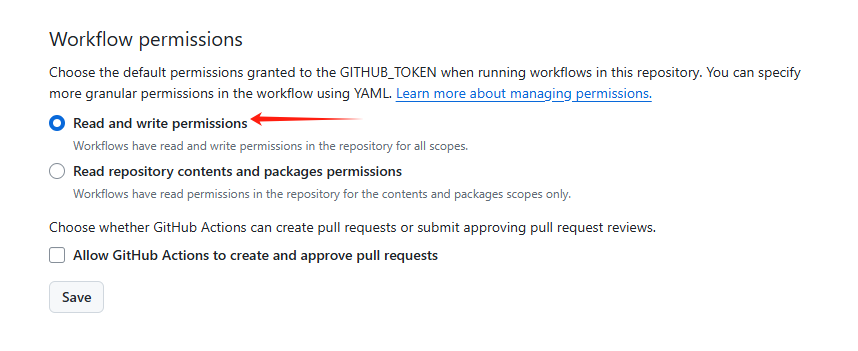 Workflow permissions
Choose the default permissions granted to the GITHUB_TOKEN when running workflows in this repository. You can specify
more granular permissions in the workflow using YAML. Learn more about managing permissions.
Read and write permissions
Workflows have read and write permissions in the repository for all scopes.
Read repository contents and packages permissions
Workflows have read permissions in the repository for the contents and packages scopes only.
Choose whether GitHub Actions can create pull requests or submit approving pull request reviews.
Allow GitHub Actions to create and approve pull requests
Save